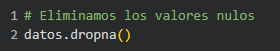 1 # Eliminamos los valores nulos
2 datos.dropna()